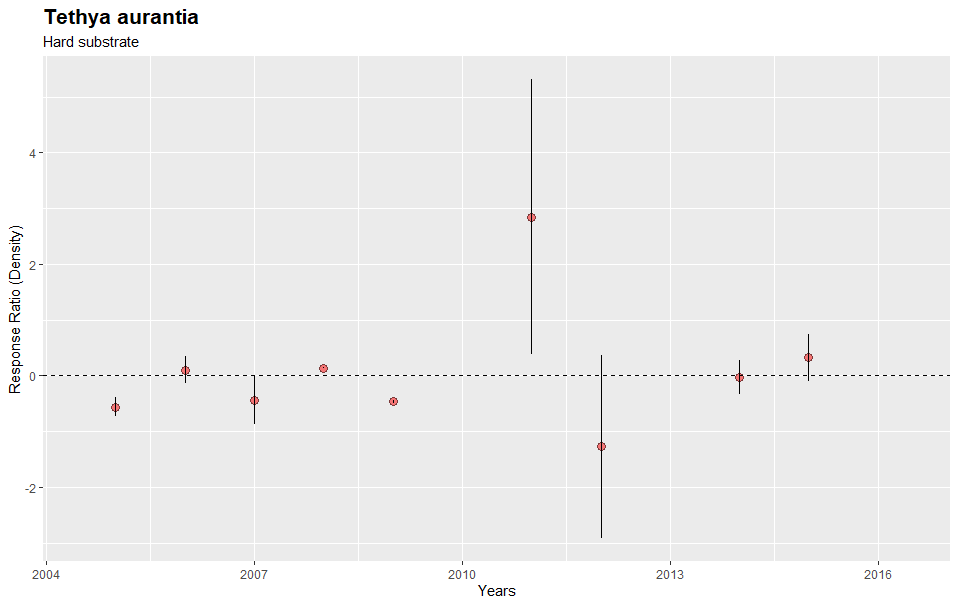 Tethya aurantia
Hard substrate
Response Ratio (Density)
4
2
0
-2
2004 2007 2010 2013 2016
Years